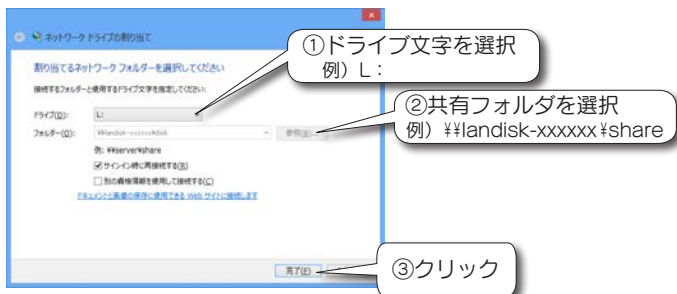 ネットワーク ドライブの割り当て
①ドライブ文字を選択
例）L：
割り当てるネットワーク フォルダーを選択してください
接続するフォルダーと使用するドライブ文字を指定してください:
②共有フォルダを選択
例）¥¥landisk-xxxxxx¥share
ドライブ(D): L:
フォルダー(O): ¥¥landisk-xxxxxx¥disk 参照(B)...
例: ¥¥server¥share
サインイン時に再接続する(R)
別の資格情報を使用して接続する(C)
ドキュメントと画像の保存に使用できる Web サイトに接続します
完了(F)
③クリック